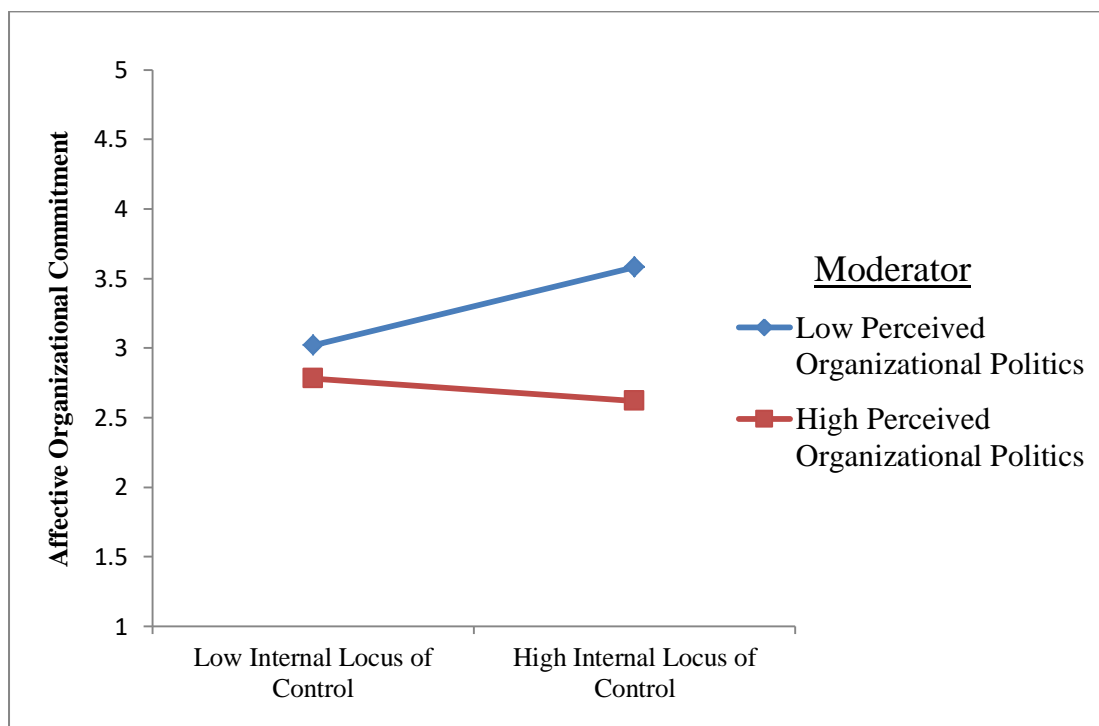 Affective Organizational Commitment
5
4.5
4
3.5
3
2.5
2
1.5
1
Low Internal Locus of
Control
High Internal Locus of
Control
Moderator
Low Perceived
Organizational Politics
High Perceived
Organizational Politics